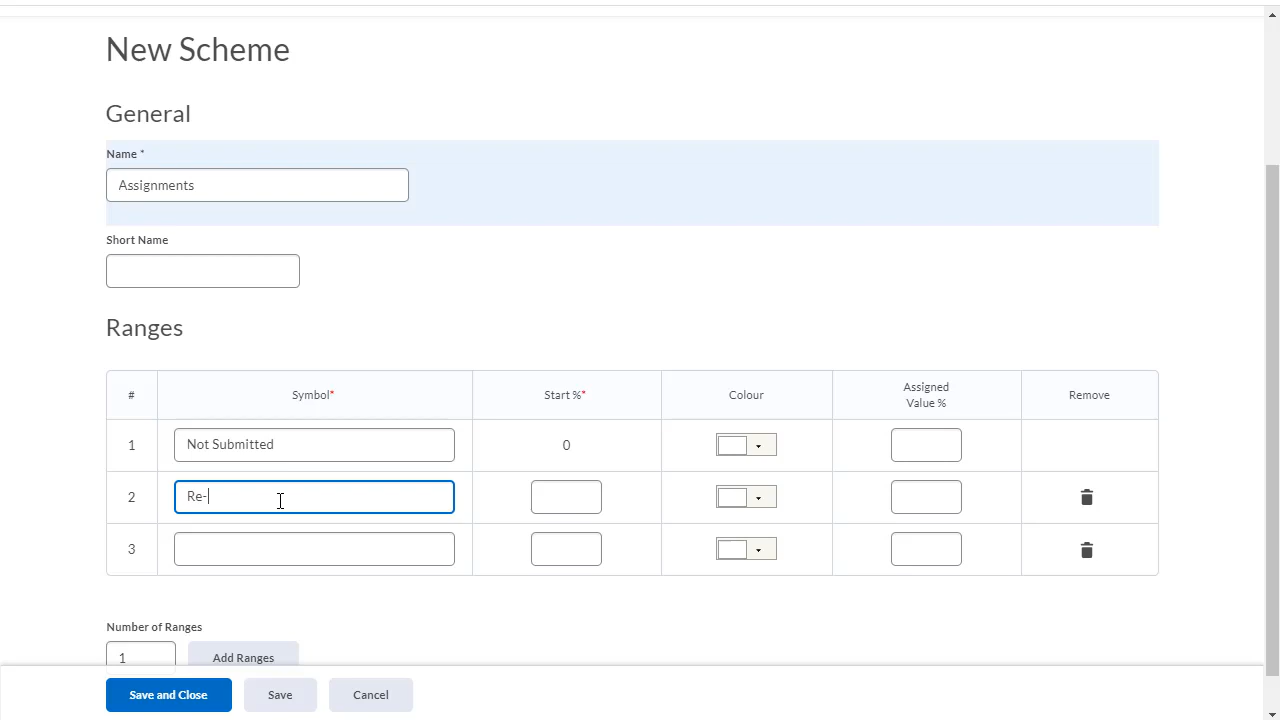 New Scheme
General
Name *
Assignments
Short Name
Ranges
# Symbol* Start %* Colour Assigned Value % Remove
1 Not Submitted 0
2 Re-
3
Number of Ranges
1 Add Ranges
Save and Close Save Cancel